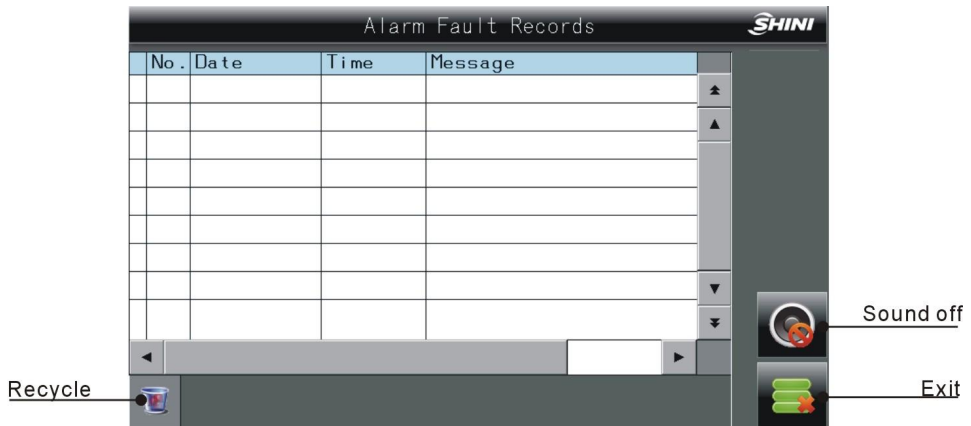 Alarm Fault Records
SHINI
No. Date Time Message
Sound off
Recycle
Exit